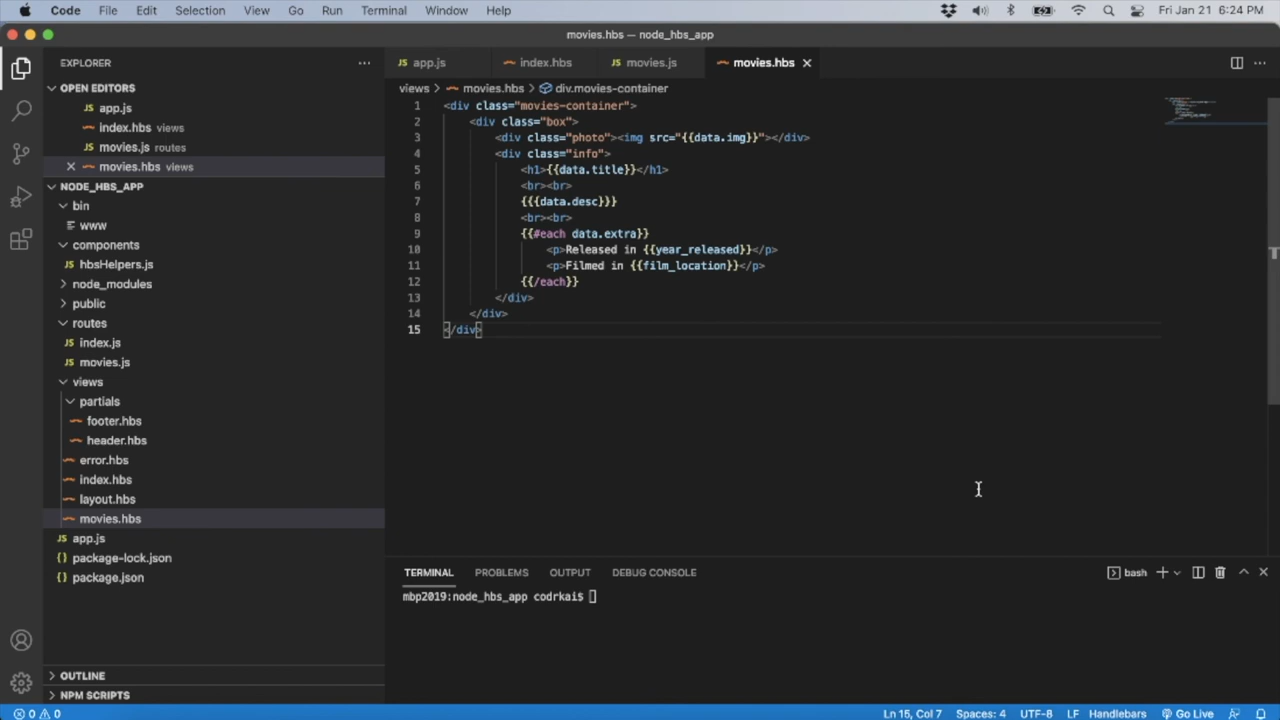 Code File Edit Selection View Go Run Terminal Window Help Fri Jan 21 6:24 PM
movies.hbs — node_hbs_app
EXPLORER
OPEN EDITORS
JS app.js
index.hbs views
JS movies.js routes
movies.hbs views
NODE_HBS_APP
bin
www
components
JS hbsHelpers.js
node_modules
public
routes
JS index.js
JS movies.js
views
partials
footer.hbs
header.hbs
error.hbs
index.hbs
layout.hbs
movies.hbs
JS app.js
{} package-lock.json
{} package.json
OUTLINE
NPM SCRIPTS
JS app.js index.hbs JS movies.js movies.hbs
views > movies.hbs > div.movies-container
1 <div class="movies-container">
2 <div class="box">
3 <div class="photo"><img src="{{data.img}}"></div>
4 <div class="info">
5 <h1>{{data.title}}</h1>
6 <br><br>
7 {{{data.desc}}}
8 <br><br>
9 {{#each data.extra}}
10 <p>Released in {{year_released}}</p>
11 <p>Filmed in {{film_location}}</p>
12 {{/each}}
13 </div>
14 </div>
15 </div>
TERMINAL PROBLEMS OUTPUT DEBUG CONSOLE bash
mbp2019:node_hbs_app codrkai$
0 0 Ln 15, Col 7 Spaces: 4 UTF-8 LF Handlebars Go Live